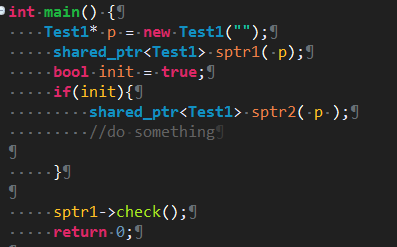 int main() {¶
····Test1*·p·=·new·Test1("");¶
·····shared_ptr<Test1>·sptr1(·p);¶
·····bool·init·=·true;¶
·····if(init){¶
·········shared_ptr<Test1>·sptr2(·p·);¶
·········//do·something¶
¶
·····}¶
¶
·····sptr1->check();¶
·····return·0;¶